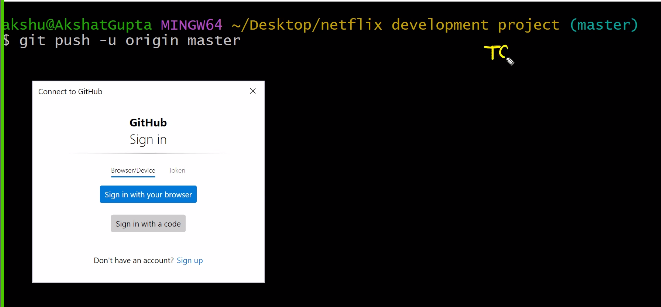 akshu@AkshatGupta MINGW64 ~/Desktop/netflix development project (master)
$ git push -u origin master
TO
Connect to GitHub
GitHub
Sign in
Browser/Device Token
Sign in with your browser
Sign in with a code
Don't have an account? Sign up